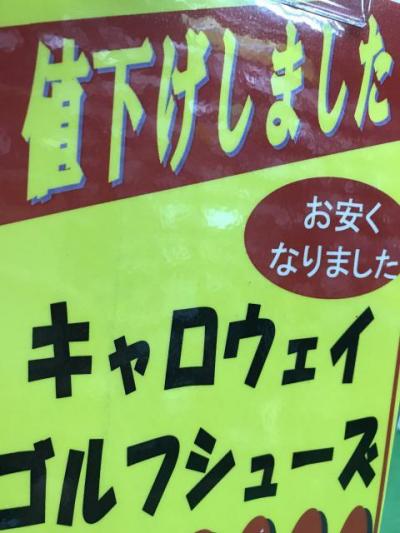 値下げしました
お安く
なりました
キャロウェイ
ゴルフシューズ